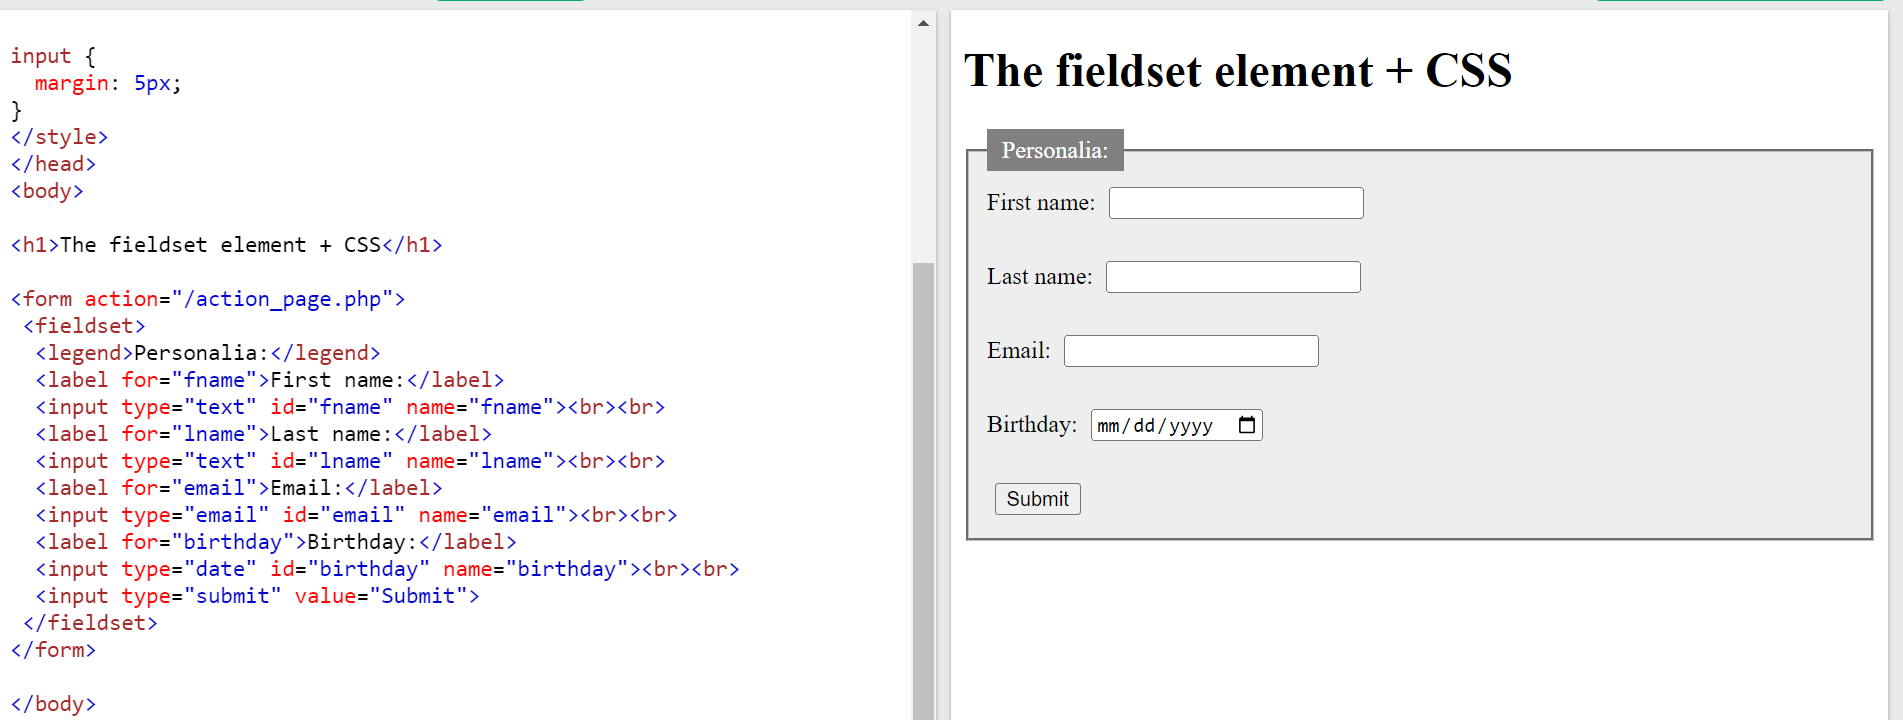 input {
  margin: 5px;
}
</style>
</head>
<body>
<h1>The fieldset element + CSS</h1>
<form action="/action_page.php">
 <fieldset>
  <legend>Personalia:</legend>
  <label for="fname">First name:</label>
  <input type="text" id="fname" name="fname"><br><br>
  <label for="lname">Last name:</label>
  <input type="text" id="lname" name="lname"><br><br>
  <label for="email">Email:</label>
  <input type="email" id="email" name="email"><br><br>
  <label for="birthday">Birthday:</label>
  <input type="date" id="birthday" name="birthday"><br><br>
  <input type="submit" value="Submit">
 </fieldset>
</form>
</body>
The fieldset element + CSS
Personalia:
First name:
Last name:
Email:
Birthday: mm/dd/yyyy
Submit